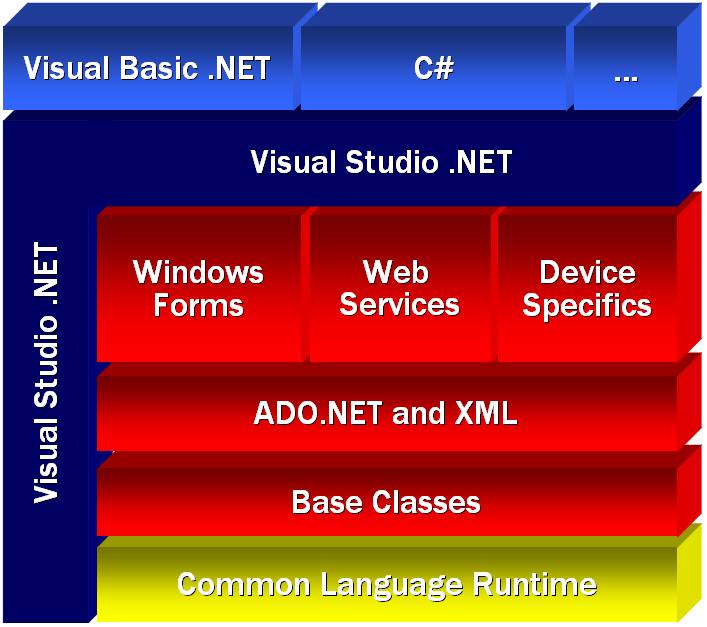 Visual Basic .NET
C#
...
Visual Studio .NET
Visual Studio .NET
Windows
Forms
Web
Services
Device
Specifics
ADO.NET and XML
Base Classes
Common Language Runtime